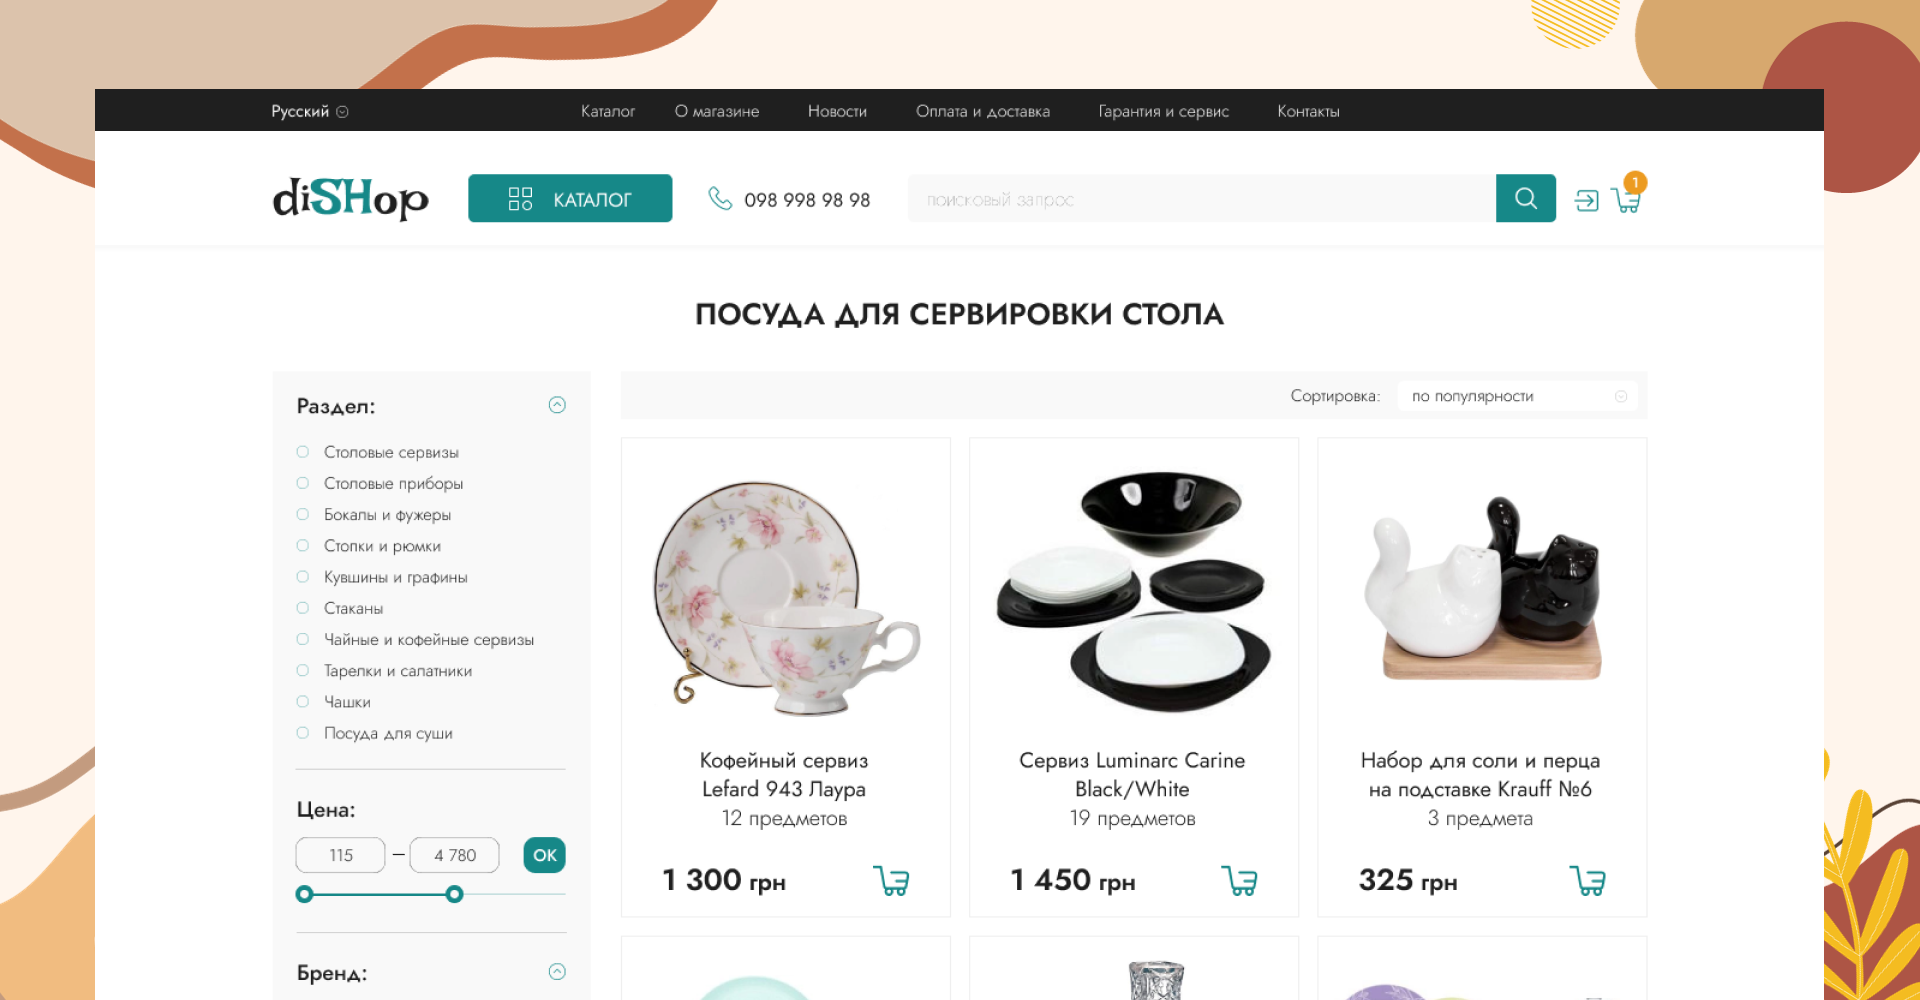 Русский
Каталог
О магазине
Новости
Оплата и доставка
Гарантия и сервис
Контакты
diSHop
КАТАЛОГ
098 998 98 98
поисковый запрос
1
ПОСУДА ДЛЯ СЕРВИРОВКИ СТОЛА
Раздел:
Столовые сервизы
Столовые приборы
Бокалы и фужеры
Стопки и рюмки
Кувшины и графины
Стаканы
Чайные и кофейные сервизы
Тарелки и салатники
Чашки
Посуда для суши
Цена:
115 – 4 780 ОК
Бренд:
Сортировка: по популярности
Кофейный сервиз
Lefard 943 Лаура
12 предметов
1 300 грн
Сервиз Luminarc Carine
Black/White
19 предметов
1 450 грн
Набор для соли и перца
на подставке Krauff №6
3 предмета
325 грн